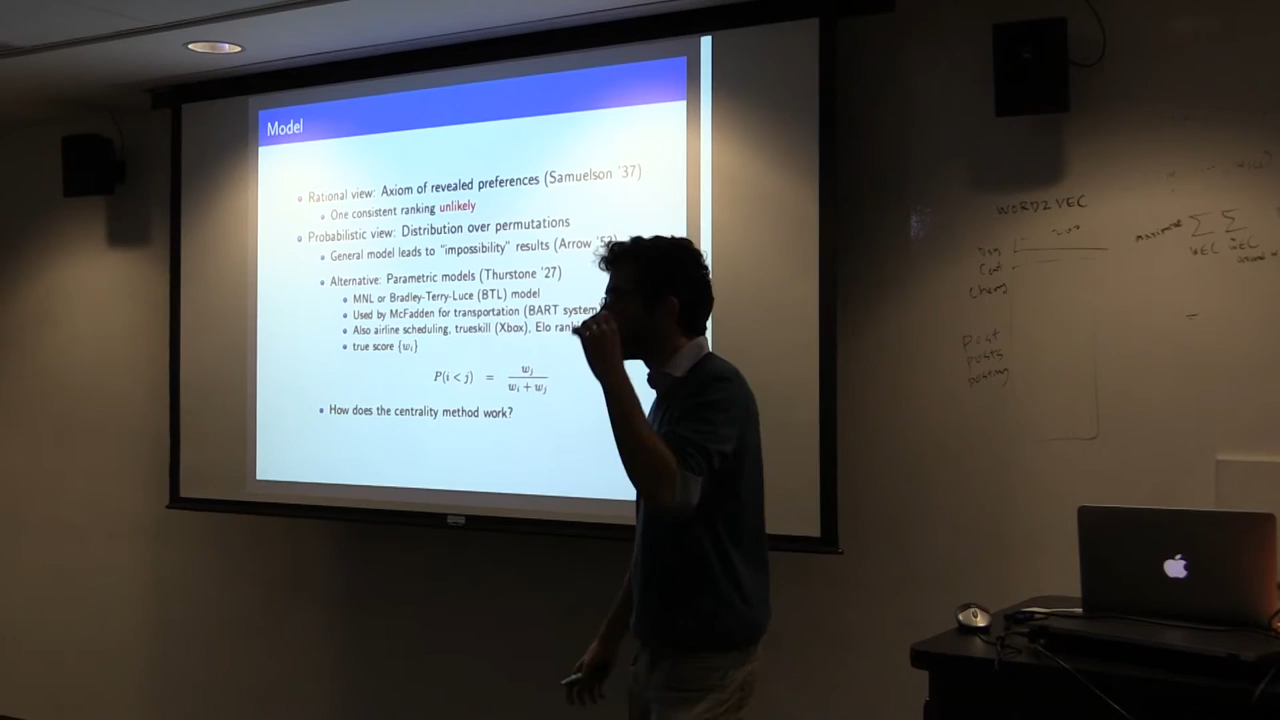 Model
Rational view: Axiom of revealed preferences (Samuelson '37)
One consistent ranking unlikely
Probabilistic view: Distribution over permutations
General model leads to "impossibility" results (Arrow
Alternative: Parametric models (Thurstone '27)
MNL or Bradley-Terry-Luce (BTL) model
Used by McFadden for transportation (BART system
Also airline scheduling, trueskill (Xbox), Elo
true score {w_i}
P(i < j) = w_j / (w_i + w_j)
How does the centrality method work?
WORD2VEC
Dog
Cat
maximize Σ Σ
Post
posts
posting